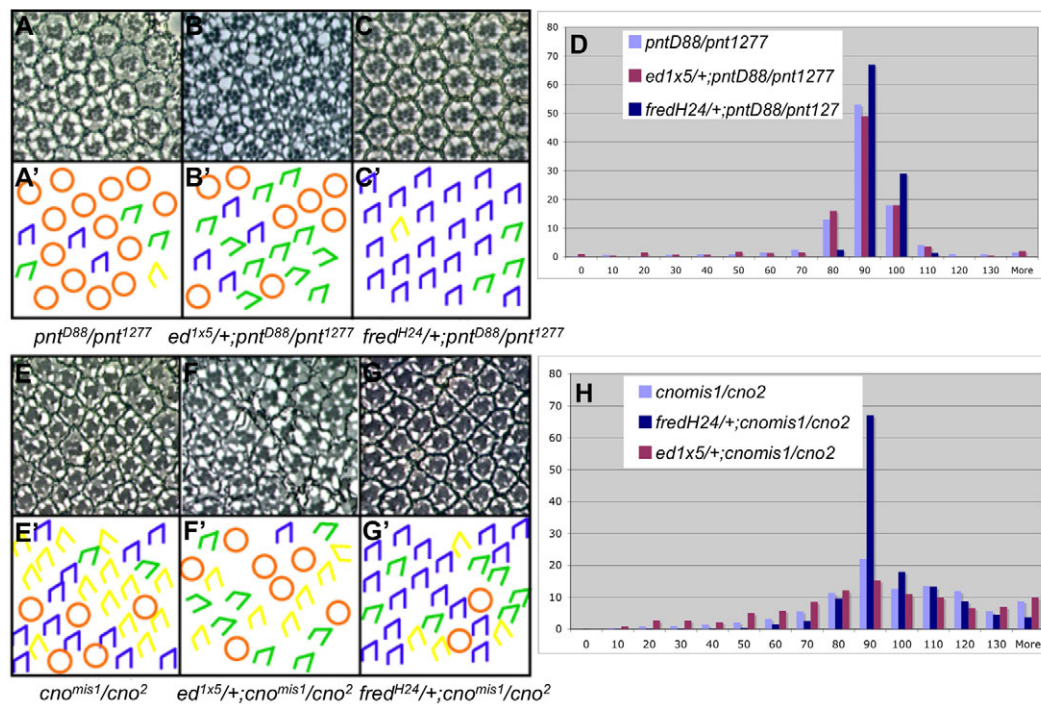 A B C
A' B' C'
pntD88/pnt1277 ed1x5/+;pntD88/pnt1277 fredH24/+;pntD88/pnt1277
D
80
70
60
50
40
30
20
10
0
pntD88/pnt1277
ed1x5/+;pntD88/pnt1277
fredH24/+;pntD88/pnt127
0 10 20 30 40 50 60 70 80 90 100 110 120 130 More
E F G
E' F' G'
cnomis1/cno2 ed1x5/+;cnomis1/cno2 fredH24/+;cnomis1/cno2
H
80
70
60
50
40
30
20
10
0
cnomis1/cno2
fredH24/+;cnomis1/cno2
ed1x5/+;cnomis1/cno2
0 10 20 30 40 50 60 70 80 90 100 110 120 130 More